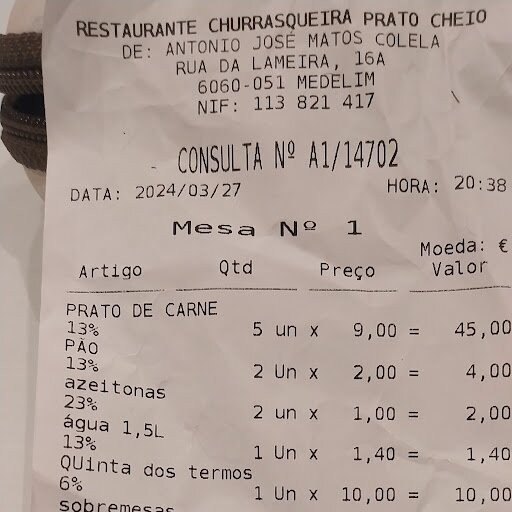 RESTAURANTE CHURRASQUEIRA PRATO CHEIO
DE: ANTONIO JOSÉ MATOS COLELA
RUA DA LAMEIRA, 16A
6060-051 MEDELIM
NIF: 113 821 417
CONSULTA Nº A1/14702
DATA: 2024/03/27 HORA: 20:38
Mesa Nº 1
Moeda: €
Artigo Qtd Preço Valor
PRATO DE CARNE
13% 5 un x 9,00 = 45,00
PÃO
13% 2 Un x 2,00 = 4,00
azeitonas
23% 2 un x 1,00 = 2,00
água 1,5L
13% 1 Un x 1,40 = 1,40
QUinta dos termos
6% 1 Un x 10,00 = 10,00
sobremesas